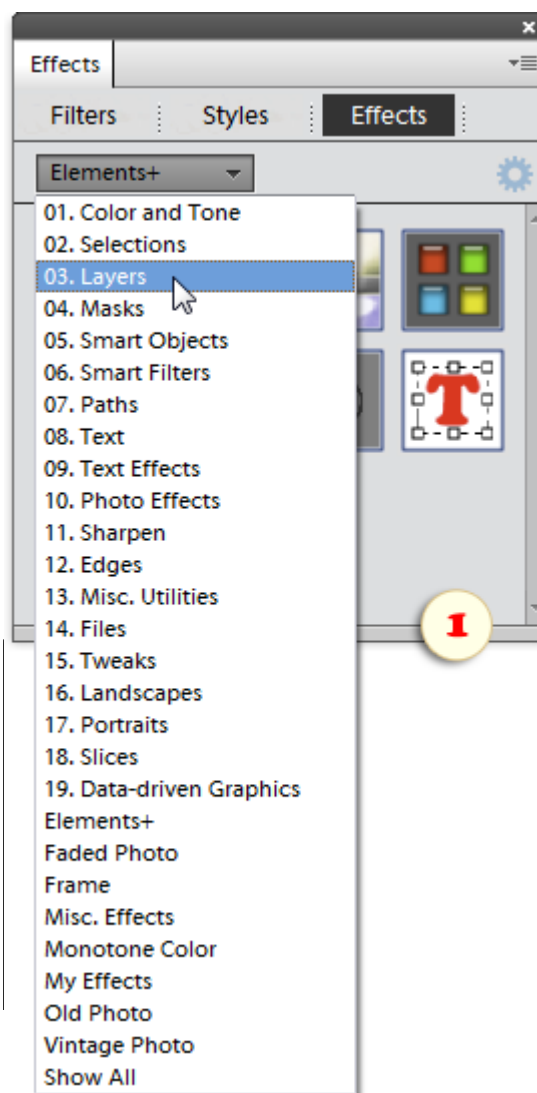 Effects
Filters Styles Effects
Elements+
01. Color and Tone
02. Selections
03. Layers
04. Masks
05. Smart Objects
06. Smart Filters
07. Paths
08. Text
09. Text Effects
10. Photo Effects
11. Sharpen
12. Edges
13. Misc. Utilities
14. Files
15. Tweaks
16. Landscapes
17. Portraits
18. Slices
19. Data-driven Graphics
Elements+
Faded Photo
Frame
Misc. Effects
Monotone Color
My Effects
Old Photo
Vintage Photo
Show All
T
1